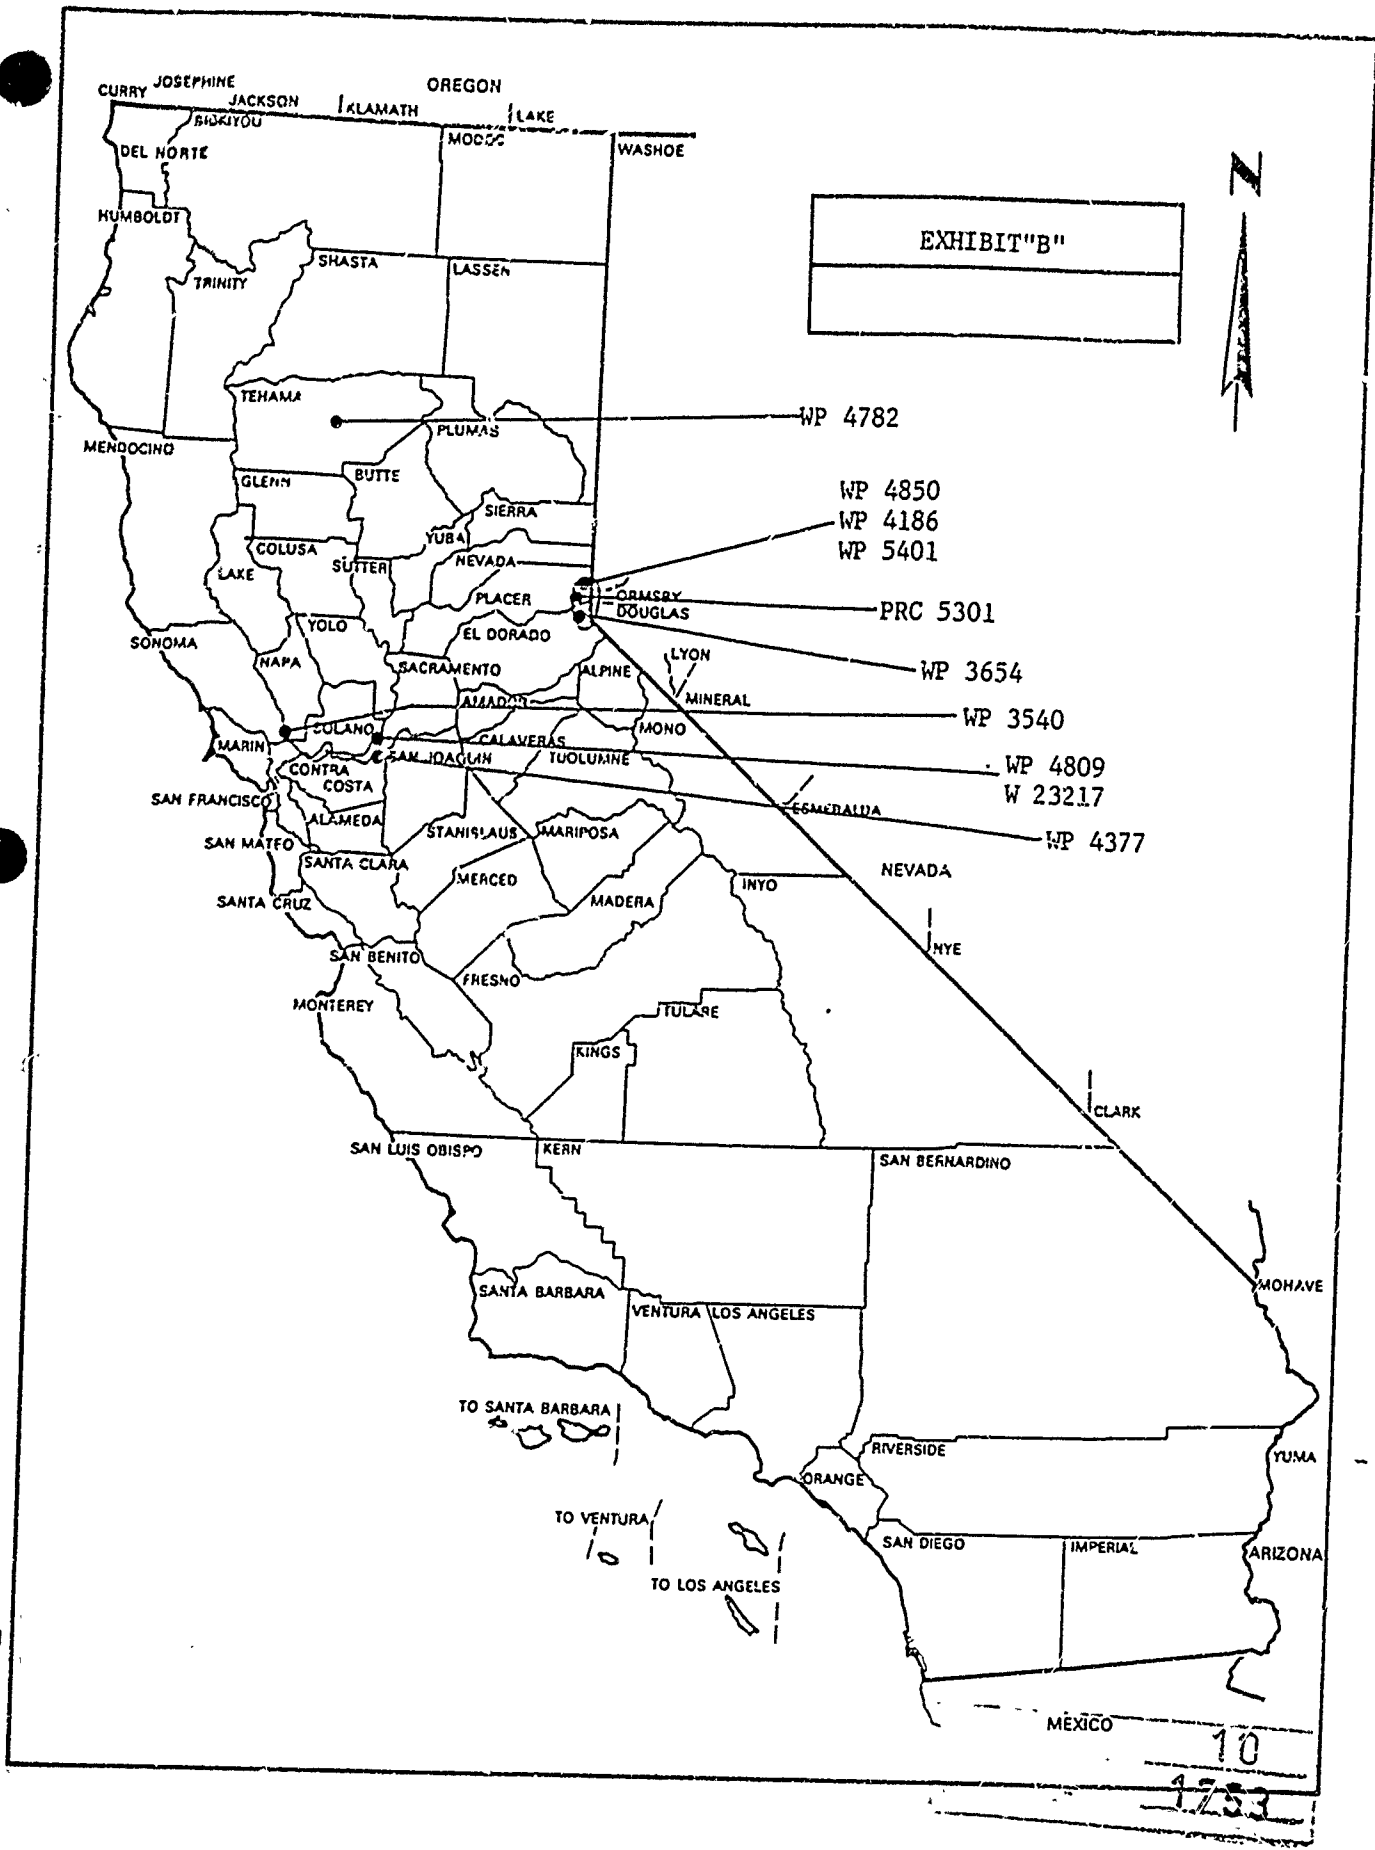 CURRY
JOSEPHINE
JACKSON
KLAMATH
OREGON
LAKE
SISKIYOU
MODOC
WASHOE
DEL NORTE
HUMBOLDT
EXHIBIT"B"
TRINITY
SHASTA
LASSEN
TEHAMA
WP 4782
PLUMAS
MENDOCINO
GLENN
BUTTE
WP 4850
WP 4186
WP 5401
SIERRA
YUBA
COLUSA
SUTTER
NEVADA
LAKE
PLACER
ORMSBY
DOUGLAS
PRC 5301
YOLO
EL DORADO
SONOMA
NAPA
SACRAMENTO
ALPINE
LYON
WP 3654
AMADOR
MINERAL
WP 3540
MARIN
SOLANO
CALAVERAS
MONO
SAN JOAQUIN
TUOLUMNE
WP 4809
W 23217
CONTRA
COSTA
SAN FRANCISCO
ALAMEDA
ESMERALDA
STANISLAUS
MARIPOSA
WP 4377
SAN MATEO
SANTA CLARA
MERCED
INYO
NEVADA
SANTA CRUZ
MADERA
NYE
SAN BENITO
FRESNO
MONTEREY
TULARE
KINGS
CLARK
SAN LUIS OBISPO
KERN
SAN BERNARDINO
SANTA BARBARA
VENTURA
LOS ANGELES
MOHAVE
TO SANTA BARBARA
RIVERSIDE
YUMA
ORANGE
TO VENTURA
SAN DIEGO
IMPERIAL
ARIZONA
TO LOS ANGELES
MEXICO
N
10
1753